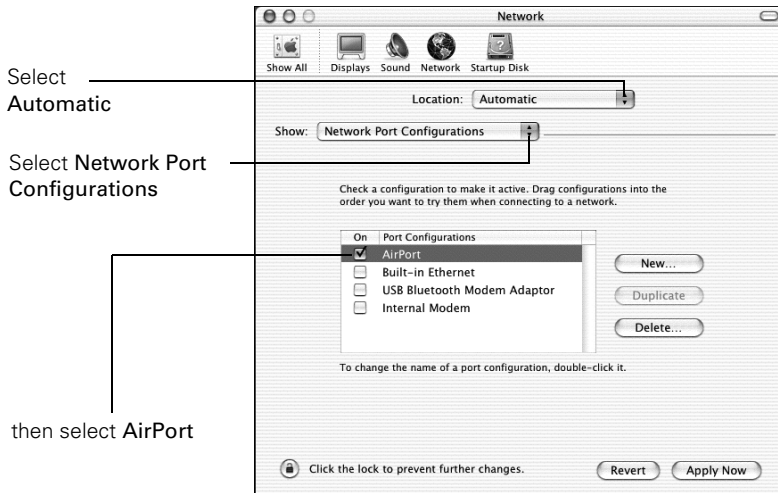 Network
Show All Displays Sound Network Startup Disk
Select
Automatic
Location: Automatic
Show: Network Port Configurations
Select Network Port
Configurations
Check a configuration to make it active. Drag configurations into the
order you want to try them when connecting to a network.
On Port Configurations
AirPort
Built-in Ethernet
USB Bluetooth Modem Adaptor
Internal Modem
New...
Duplicate
Delete...
To change the name of a port configuration, double-click it.
then select AirPort
Click the lock to prevent further changes.
Revert Apply Now